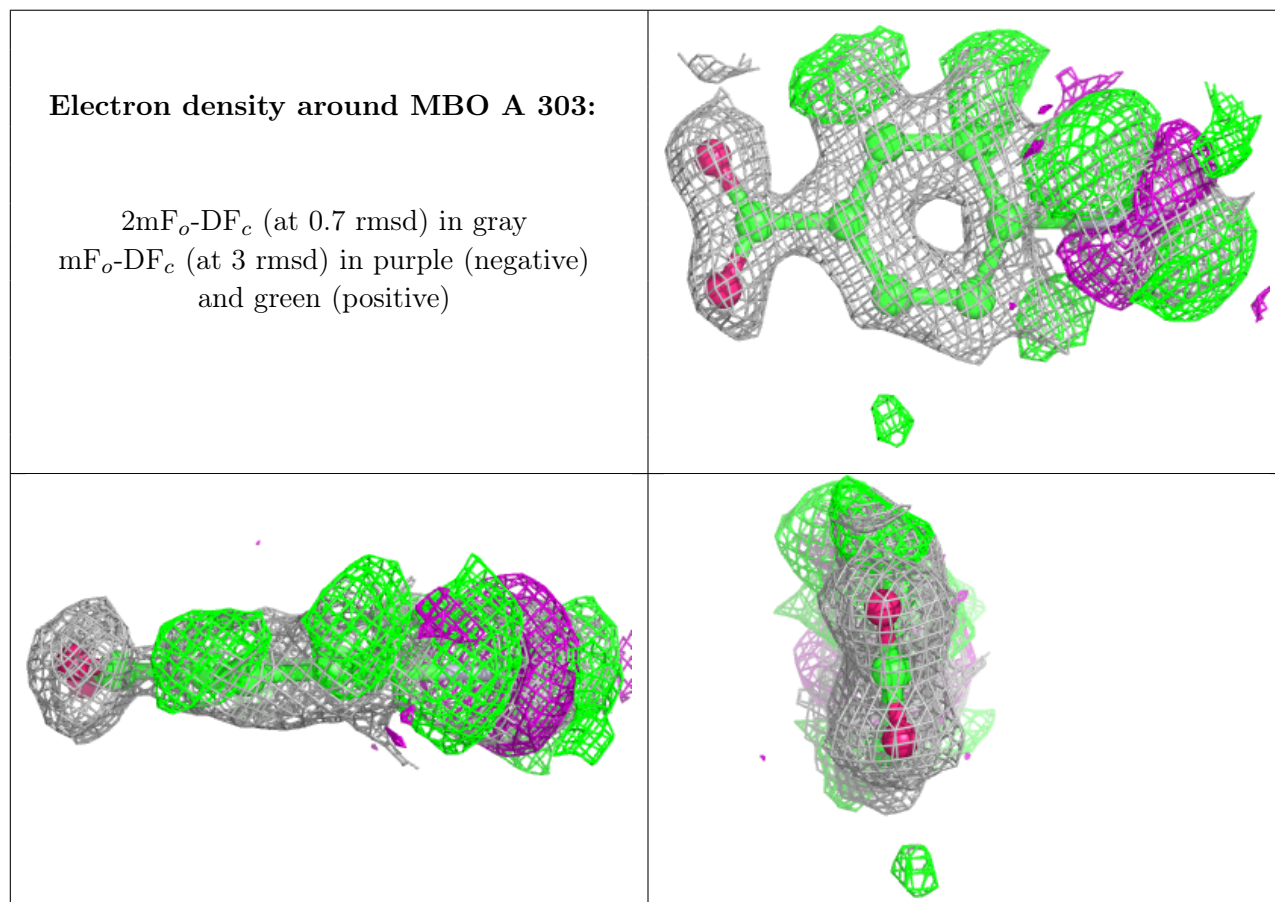 Electron density around MBO A 303:
2mFₒ-DF𝒸 (at 0.7 rmsd) in gray
mFₒ-DF𝒸 (at 3 rmsd) in purple (negative)
and green (positive)